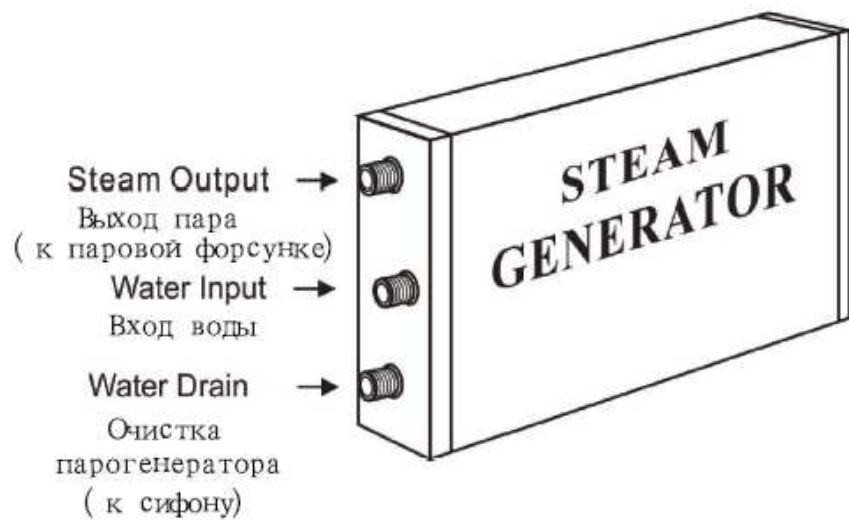 Steam Output
Выход пара
( к паровой форсунке)
Water Input
Вход воды
Water Drain
Очистка
парогенератора
( к сифону)
STEAM
GENERATOR